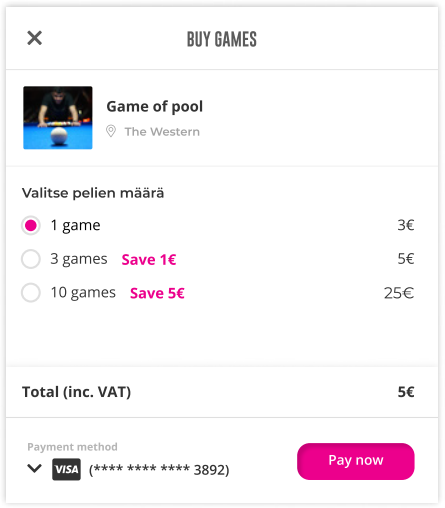 BUY GAMES
Game of pool
The Western
Valitse pelien määrä
1 game 3€
3 games Save 1€ 5€
10 games Save 5€ 25€
Total (inc. VAT) 5€
Payment method
VISA (**** **** **** 3892)
Pay now